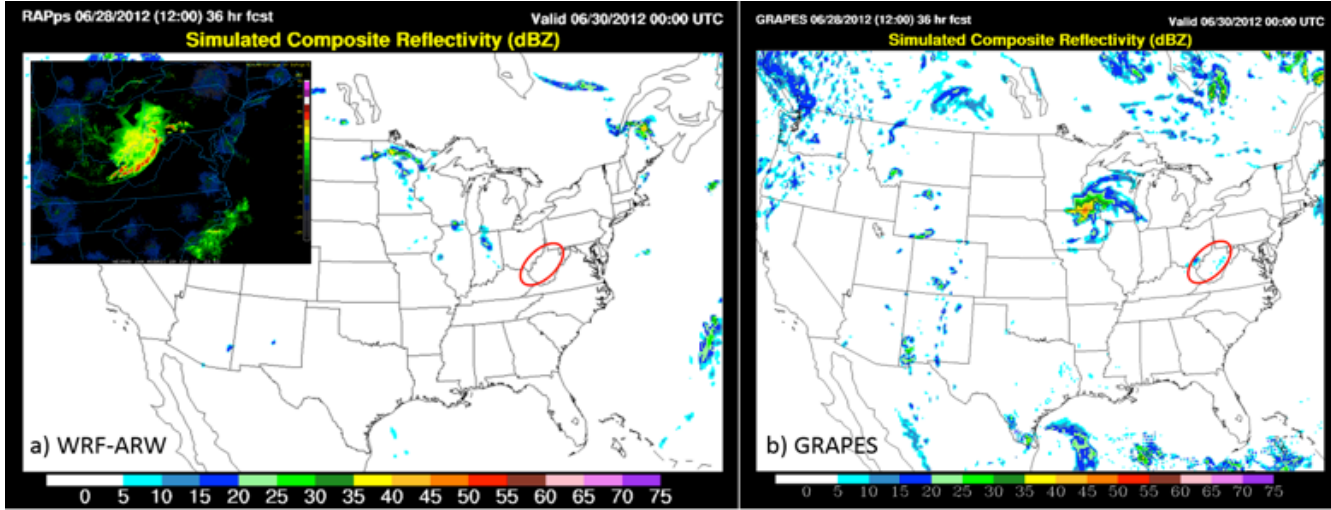 RAPps 06/28/2012 (12:00) 36 hr fcst
Valid 06/30/2012 00:00 UTC
Simulated Composite Reflectivity (dBZ)
a) WRF-ARW
0 5 10 15 20 25 30 35 40 45 50 55 60 65 70 75
GRAPES 06/28/2012 (12:00) 36 hr fcst
Valid 06/30/2012 00:00 UTC
Simulated Composite Reflectivity (dBZ)
b) GRAPES
0 5 10 15 20 25 30 35 40 45 50 55 60 65 70 75